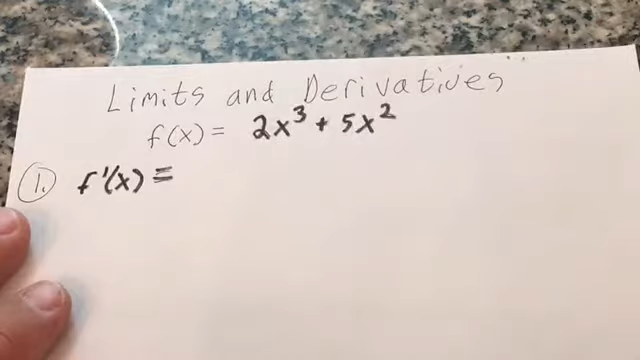 Limits and Derivatives
f(x) = 2x³ + 5x²
1. f'(x) =